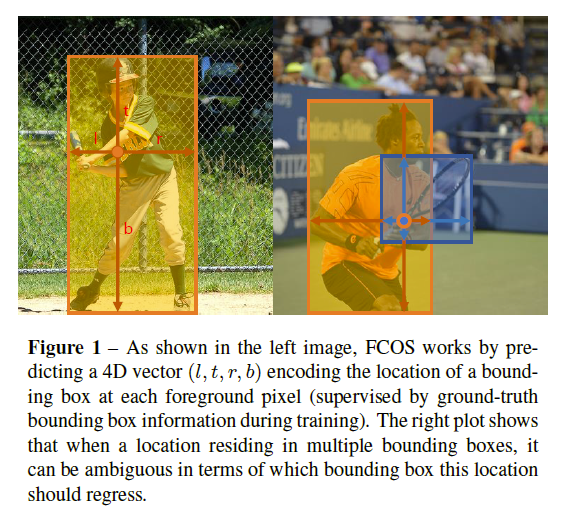 t
l
r
b
Emirates Airline
CITIZEN
Figure 1 – As shown in the left image, FCOS works by pre-
dicting a 4D vector (l, t, r, b) encoding the location of a bound-
ing box at each foreground pixel (supervised by ground-truth
bounding box information during training). The right plot shows
that when a location residing in multiple bounding boxes, it
can be ambiguous in terms of which bounding box this location
should regress.